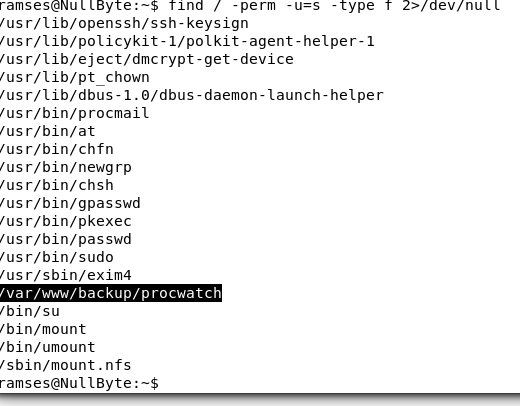 ramses@NullByte:~$ find / -perm -u=s -type f 2>/dev/null
/usr/lib/openssh/ssh-keysign
/usr/lib/policykit-1/polkit-agent-helper-1
/usr/lib/eject/dmcrypt-get-device
/usr/lib/pt_chown
/usr/lib/dbus-1.0/dbus-daemon-launch-helper
/usr/bin/procmail
/usr/bin/at
/usr/bin/chfn
/usr/bin/newgrp
/usr/bin/chsh
/usr/bin/gpasswd
/usr/bin/pkexec
/usr/bin/passwd
/usr/bin/sudo
/usr/sbin/exim4
/var/www/backup/procwatch
/bin/su
/bin/mount
/bin/umount
/sbin/mount.nfs
ramses@NullByte:~$